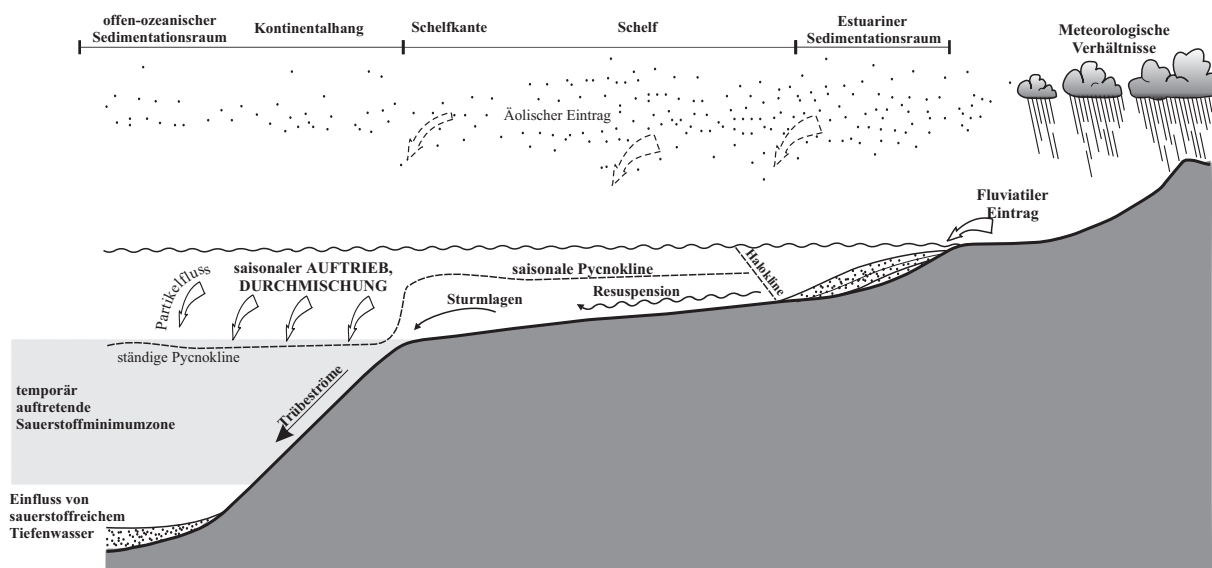 offen-ozeanischer
Sedimentationsraum
Kontinentalhang
Schelfkante
Schelf
Estuariner
Sedimentationsraum
Meteorologische
Verhältnisse
Äolischer Eintrag
Fluviatiler
Eintrag
Partikelfluss
saisonaler AUFTRIEB,
DURCHMISCHUNG
saisonale Pycnokline
Halokline
Sturmlagen
Resuspension
ständige Pycnokline
Trübeströme
temporär
auftretende
Sauerstoffminimumzone
Einfluss von
sauerstoffreichem
Tiefenwasser